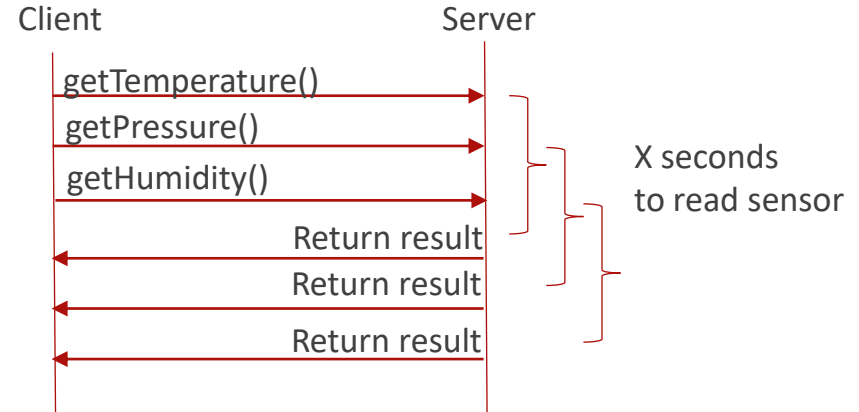 Client
Server
getTemperature()
getPressure()
X seconds
getHumidity()
to read sensor
Return result
Return result
Return result